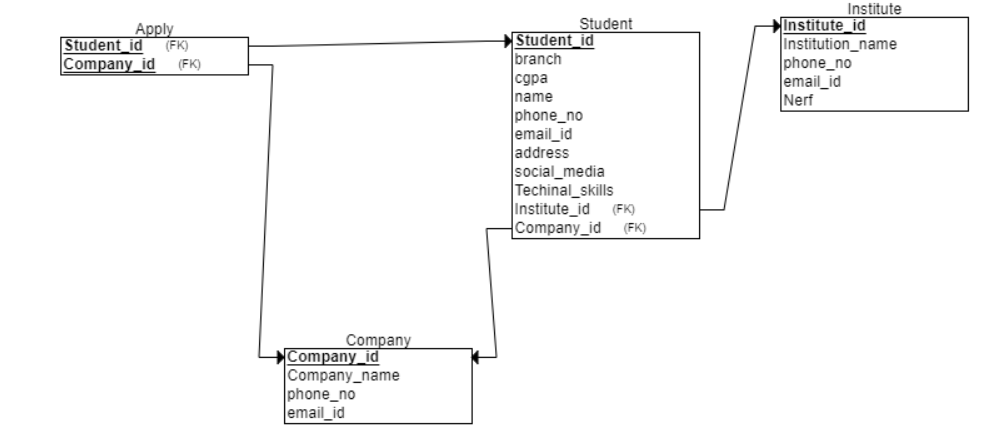 Apply
Student_id (FK)
Company_id (FK)
Student
Student_id
branch
cgpa
name
phone_no
email_id
address
social_media
Techinal_skills
Institute_id (FK)
Company_id (FK)
Institute
Institute_id
Institution_name
phone_no
email_id
Nerf
Company
Company_id
Company_name
phone_no
email_id